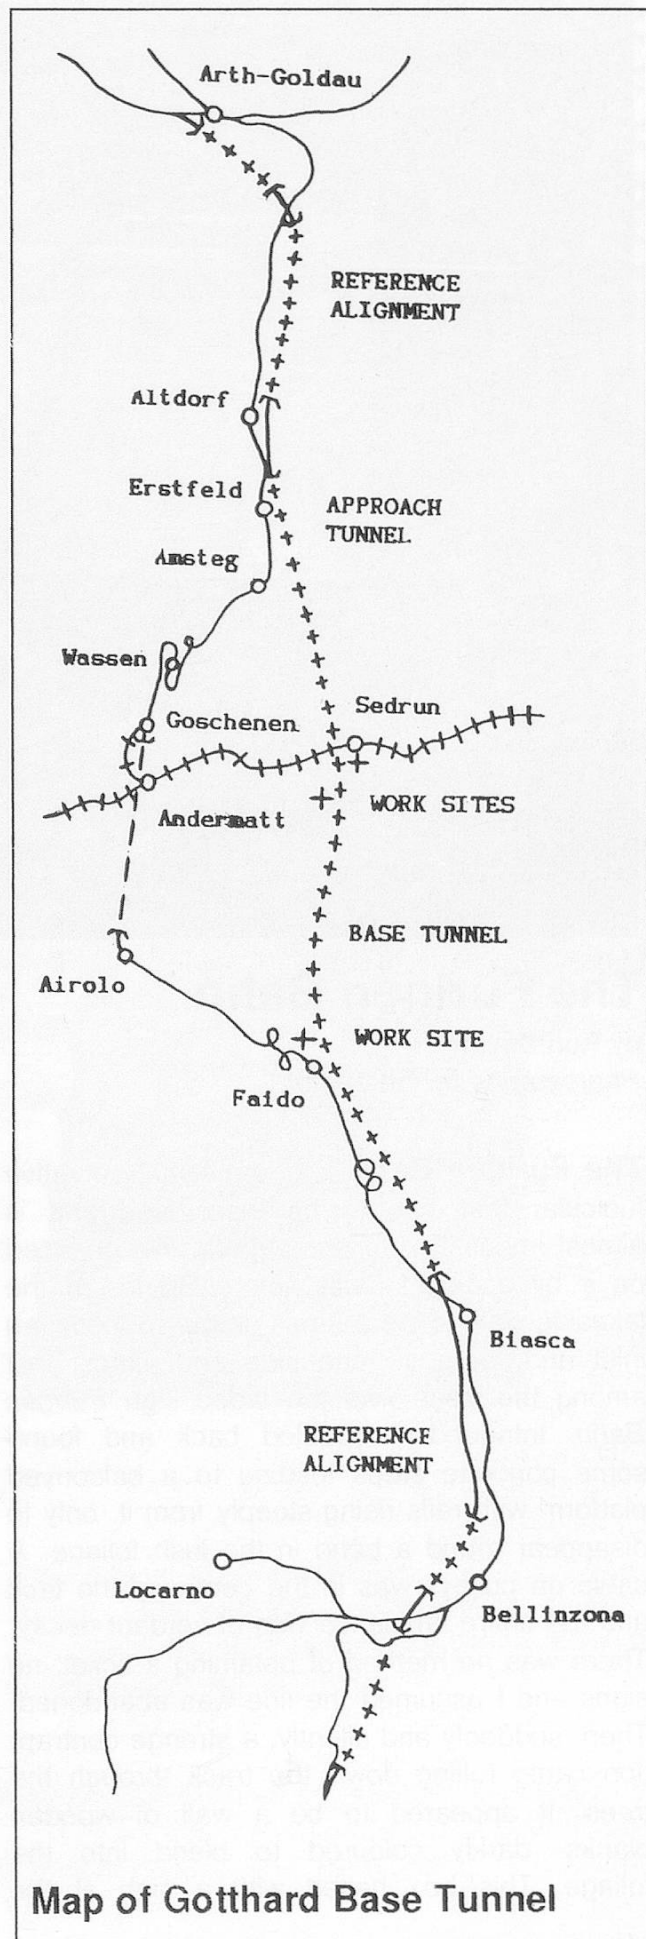 Arth-Goldau
REFERENCE
ALIGNMENT
Altdorf
Erstfeld
APPROACH
TUNNEL
Amsteg
Wassen
Goschenen
Sedrun
Andermatt
WORK SITES
BASE TUNNEL
Airolo
WORK SITE
Faido
Biasca
REFERENCE
ALIGNMENT
Locarno
Bellinzona
Map of Gotthard Base Tunnel